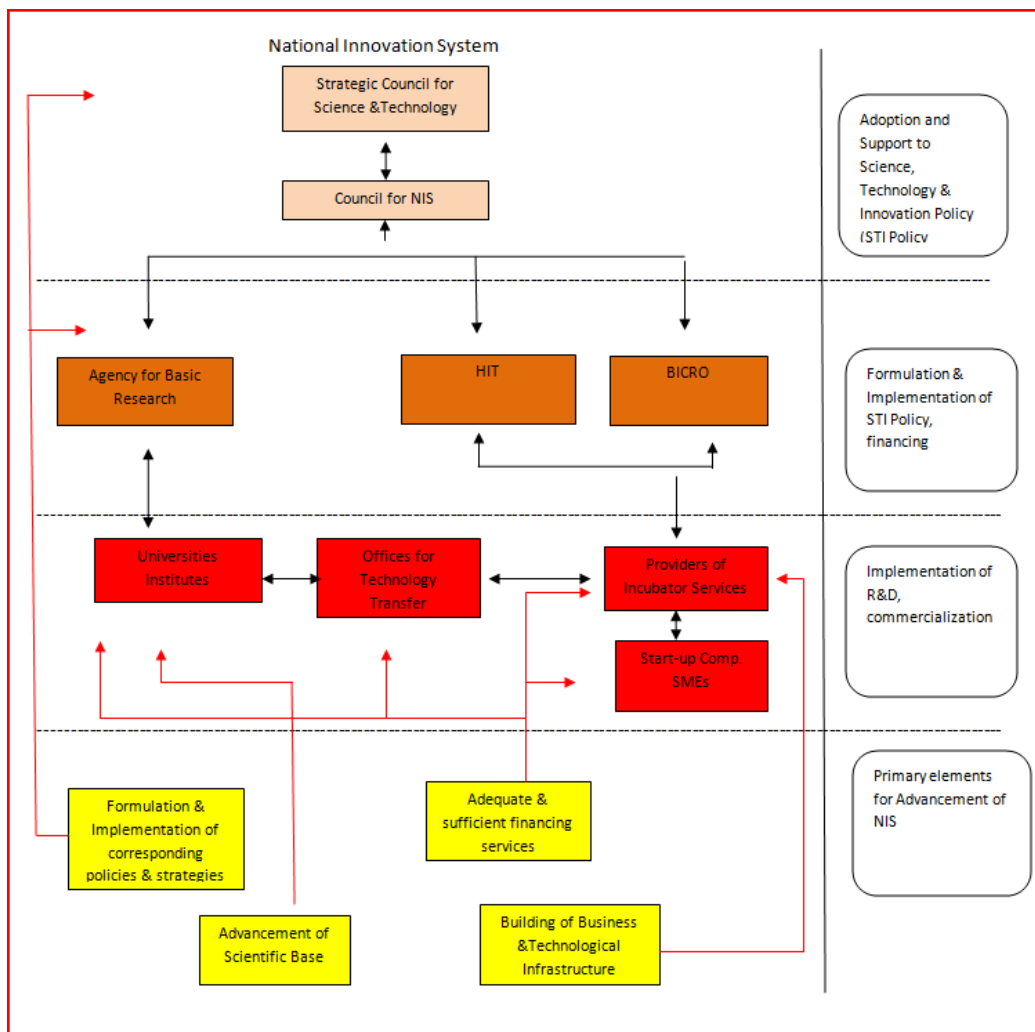 National Innovation System
Strategic Council for
Science &Technology
Council for NIS
Adoption and
Support to
Science,
Technology &
Innovation Policy
(STI Policy
Agency for Basic
Research
HIT
BICRO
Formulation &
Implementation of
STI Policy,
financing
Universities
Institutes
Offices for
Technology
Transfer
Providers of
Incubator Services
Start-up Comp.
SMEs
Implementation of
R&D,
commercialization
Formulation &
Implementation of
corresponding
policies & strategies
Adequate &
sufficient financing
services
Primary elements
for Advancement of
NIS
Advancement of
Scientific Base
Building of Business
&Technological
Infrastructure